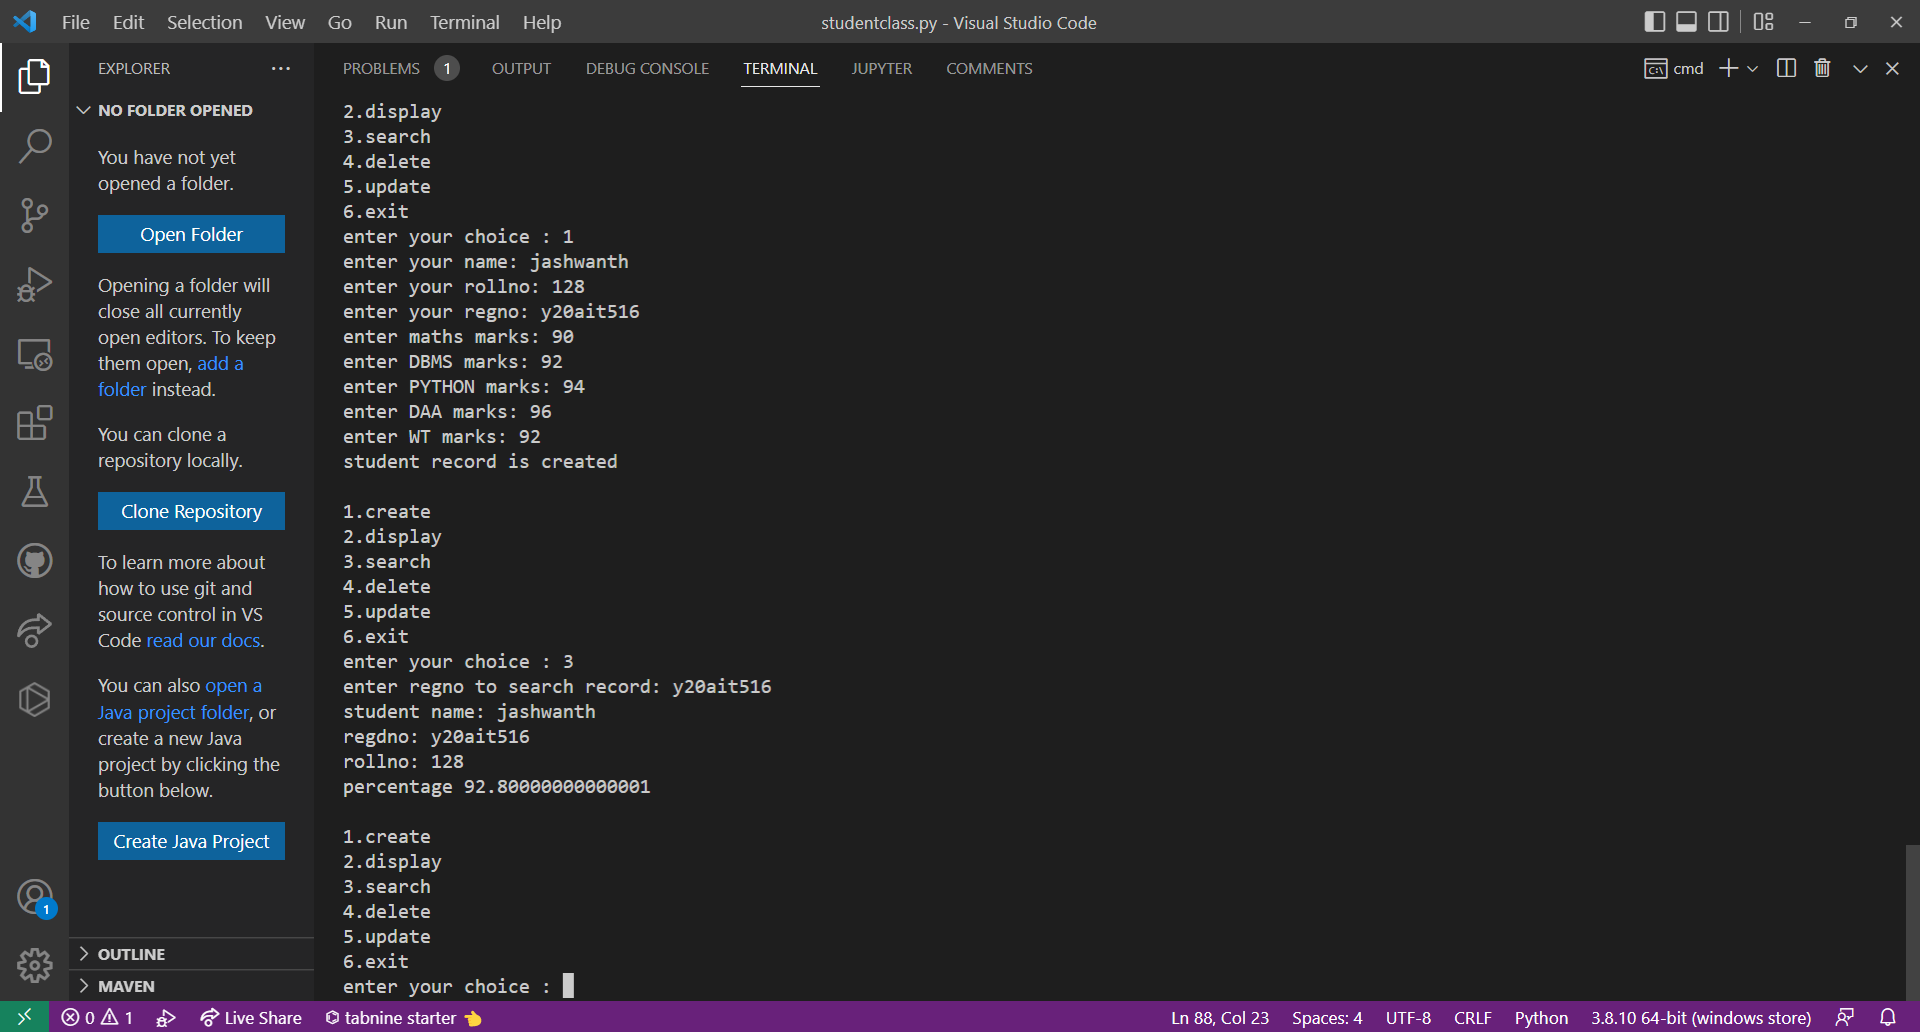 File Edit Selection View Go Run Terminal Help
studentclass.py - Visual Studio Code
EXPLORER
NO FOLDER OPENED
You have not yet
opened a folder.
Open Folder
Opening a folder will
close all currently
open editors. To keep
them open, add a
folder instead.
You can clone a
repository locally.
Clone Repository
To learn more about
how to use git and
source control in VS
Code read our docs.
You can also open a
Java project folder, or
create a new Java
project by clicking the
button below.
Create Java Project
1
OUTLINE
MAVEN
PROBLEMS 1 OUTPUT DEBUG CONSOLE TERMINAL JUPYTER COMMENTS
cmd
2.display
3.search
4.delete
5.update
6.exit
enter your choice : 1
enter your name: jashwanth
enter your rollno: 128
enter your regno: y20ait516
enter maths marks: 90
enter DBMS marks: 92
enter PYTHON marks: 94
enter DAA marks: 96
enter WT marks: 92
student record is created
1.create
2.display
3.search
4.delete
5.update
6.exit
enter your choice : 3
enter regno to search record: y20ait516
student name: jashwanth
regdno: y20ait516
rollno: 128
percentage 92.80000000000001
1.create
2.display
3.search
4.delete
5.update
6.exit
enter your choice :
0 1 Live Share tabnine starter 👈
Ln 88, Col 23 Spaces: 4 UTF-8 CRLF Python 3.8.10 64-bit (windows store)